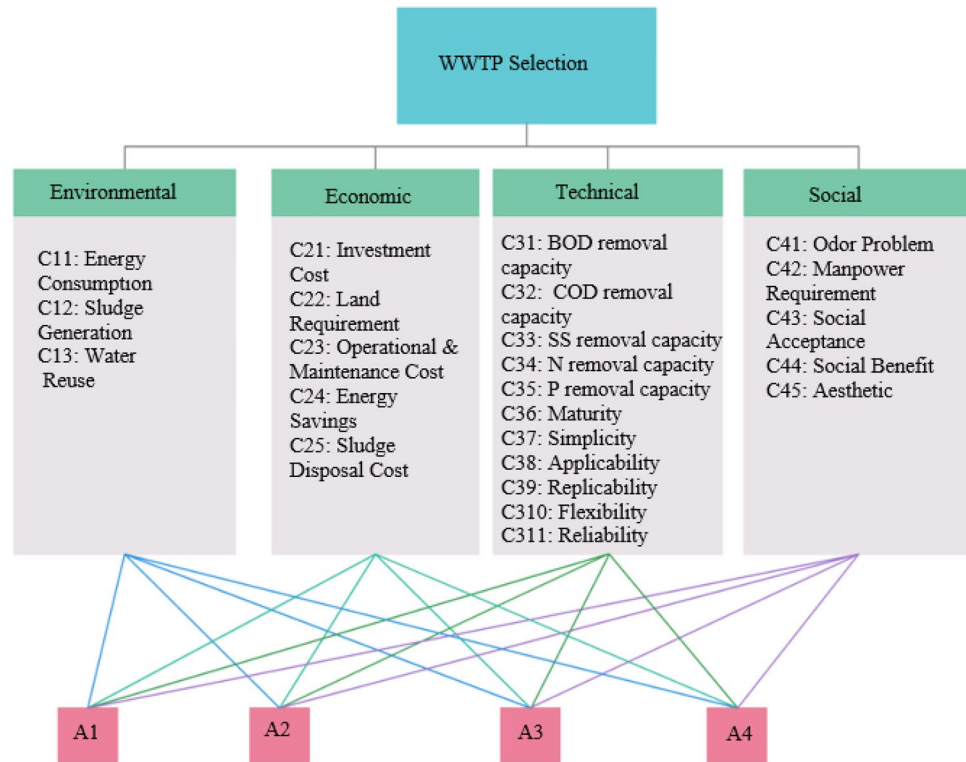 WWTP Selection
Environmental
C11: Energy
Consumption
C12: Sludge
Generation
C13: Water
Reuse
Economic
C21: Investment
Cost
C22: Land
Requirement
C23: Operational &
Maintenance Cost
C24: Energy
Savings
C25: Sludge
Disposal Cost
Technical
C31: BOD removal
capacity
C32: COD removal
capacity
C33: SS removal capacity
C34: N removal capacity
C35: P removal capacity
C36: Maturity
C37: Simplicity
C38: Applicability
C39: Replicability
C310: Flexibility
C311: Reliability
Social
C41: Odor Problem
C42: Manpower
Requirement
C43: Social
Acceptance
C44: Social Benefit
C45: Aesthetic
A1
A2
A3
A4